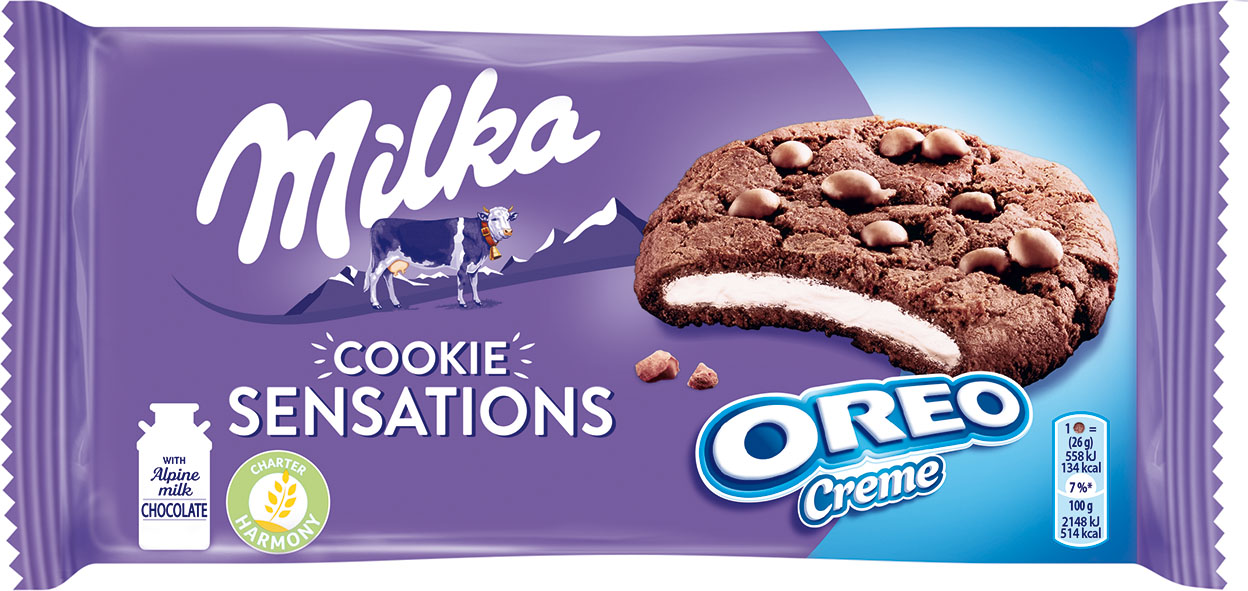 Milka
COOKIE
SENSATIONS
WITH
Alpine
milk
CHOCOLATE
CHARTER
HARMONY
OREO
Creme
1 =
(26 g)
558 kJ
134 kcal
7 %*
100 g
2148 kJ
514 kcal